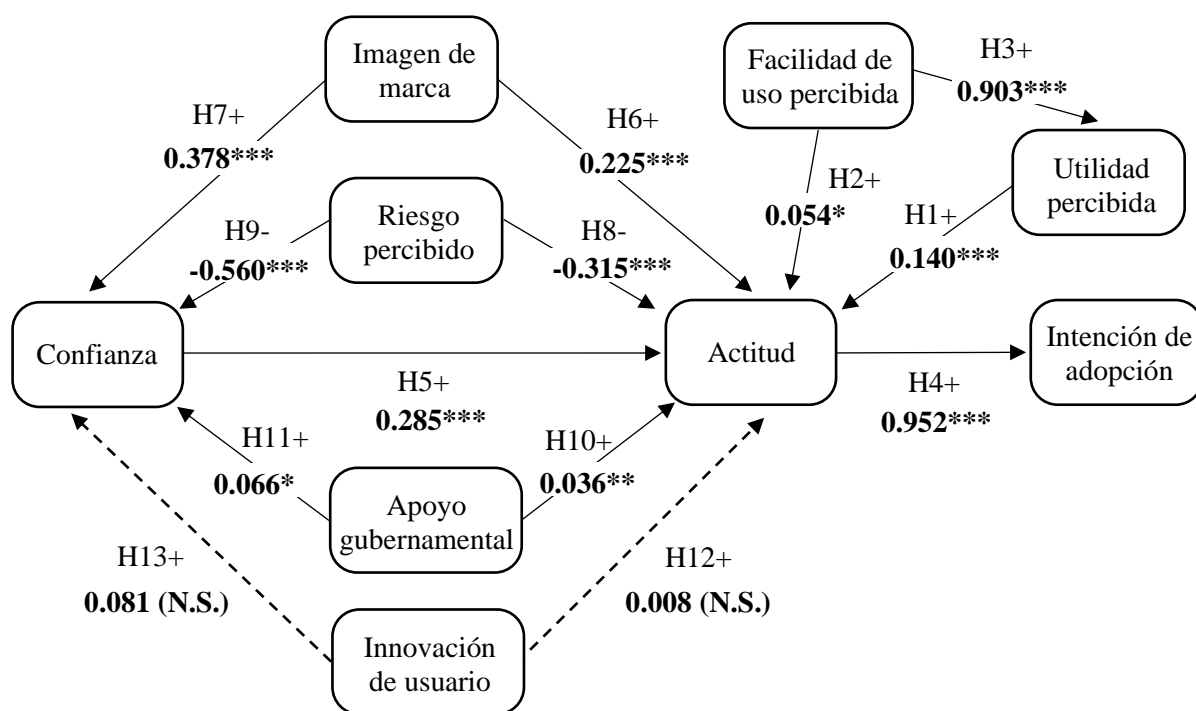 Imagen de
marca
Facilidad de
uso percibida
H3+
0.903***
H7+
0.378***
H6+
0.225***
Utilidad
percibida
H2+
0.054*
H1+
0.140***
Riesgo
percibido
H9-
-0.560***
H8-
-0.315***
Confianza
Actitud
Intención de
adopción
H5+
0.285***
H4+
0.952***
H11+
0.066*
H10+
0.036**
Apoyo
gubernamental
H13+
0.081 (N.S.)
H12+
0.008 (N.S.)
Innovación
de usuario